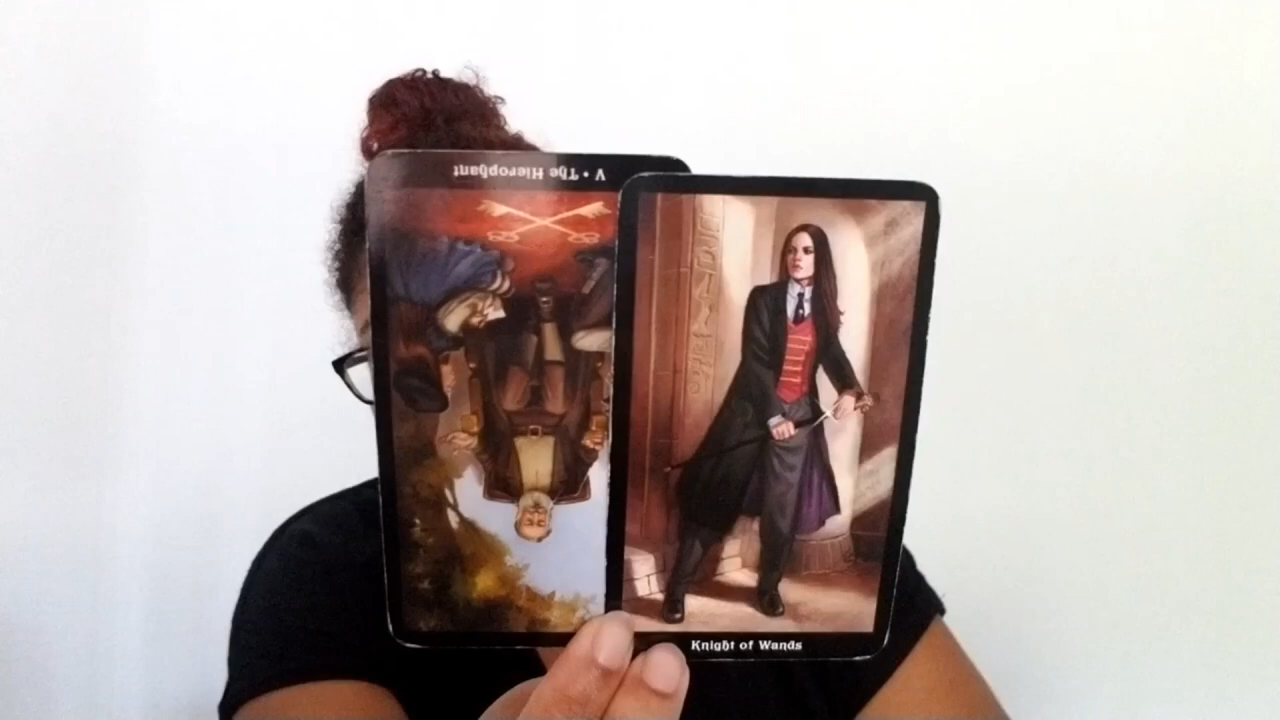 V • The Hierophant
Knight of Wands